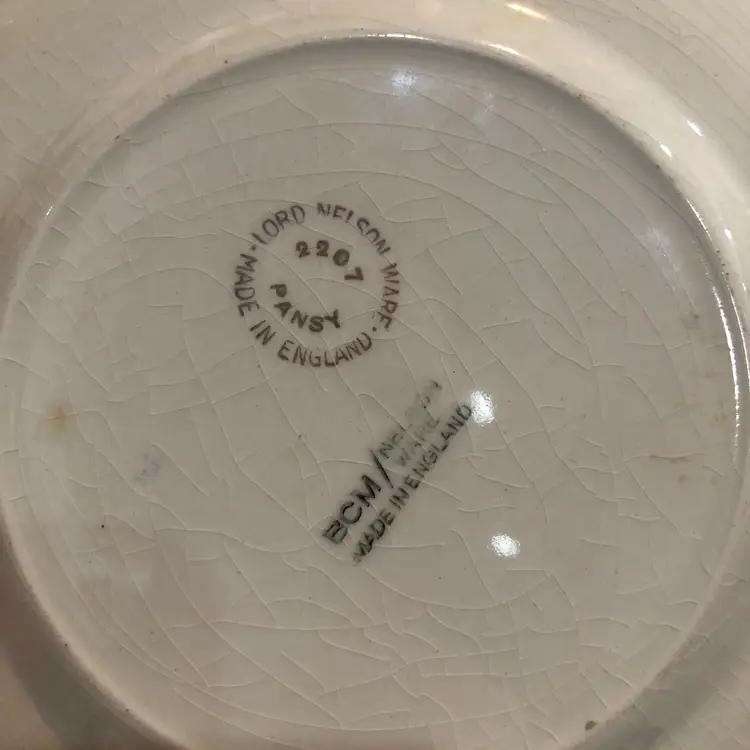 · LORD NELSON WARE ·
MADE IN ENGLAND
2207
PANSY
BCM/NELSON
WARE
MADE IN ENGLAND